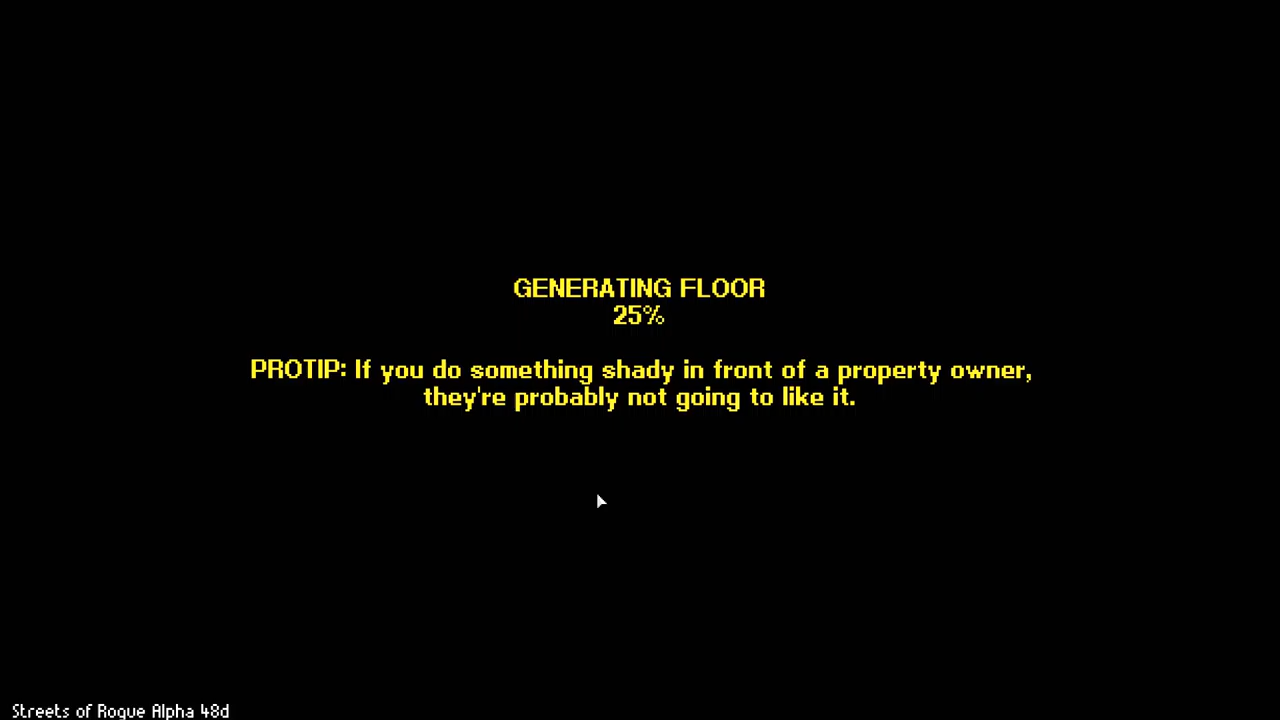 GENERATING FLOOR
25%
PROTIP: If you do something shady in front of a property owner,
they're probably not going to like it.
Streets of Rogue Alpha 48d